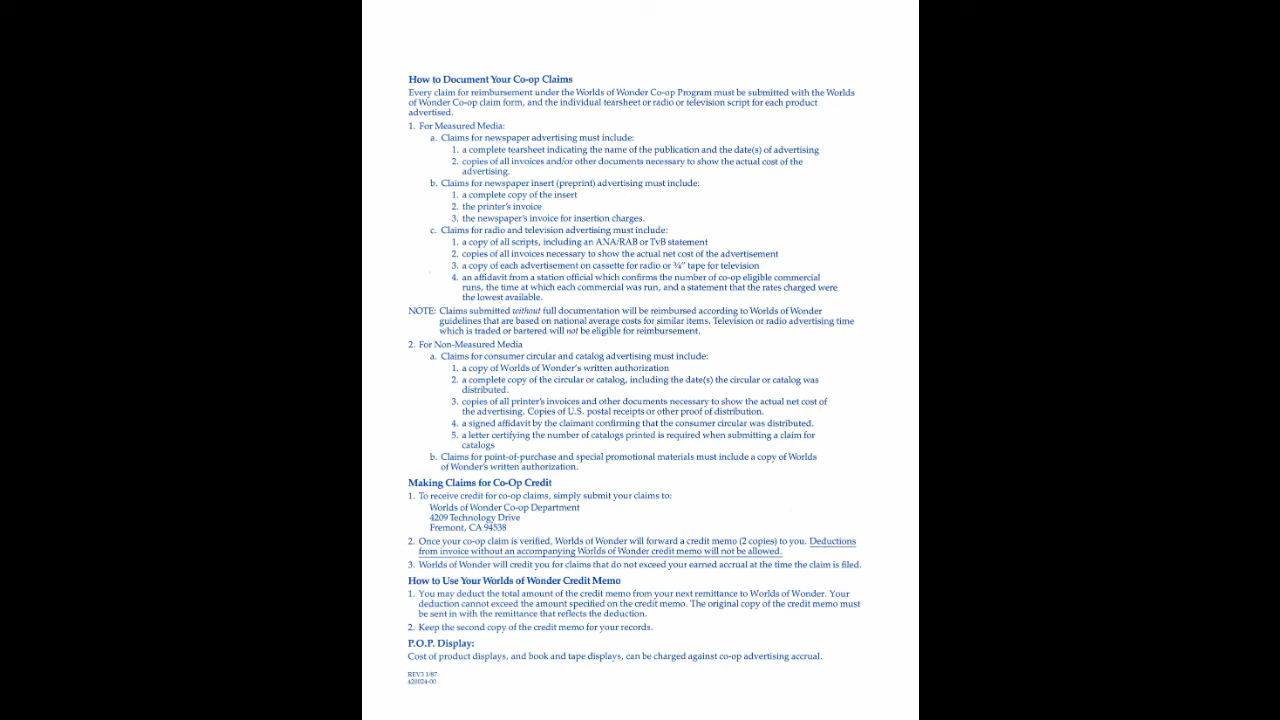 How to Document Your Co-op Claims
Every claim for reimbursement under the Worlds of Wonder Co-op Program must be submitted with the Worlds
of Wonder Co-op claim form, and the individual tearsheet or radio or television script for each product
advertised.
1. For Measured Media:
a. Claims for newspaper advertising must include:
1. a complete tearsheet indicating the name of the publication and the date(s) of advertising
2. copies of all invoices and/or other documents necessary to show the actual cost of the
advertising.
b. Claims for newspaper insert (preprint) advertising must include:
1. a complete copy of the insert
2. the printer's invoice
3. the newspaper's invoice for insertion charges.
c. Claims for radio and television advertising must include:
1. a copy of all scripts, including an ANA/RAB or TvB statement
2. copies of all invoices necessary to show the actual net cost of the advertisement
3. a copy of each advertisement on cassette for radio or ¾" tape for television
4. an affidavit from a station official which confirms the number of co-op eligible commercial
runs, the time at which each commercial was run, and a statement that the rates charged were
the lowest available.
NOTE: Claims submitted without full documentation will be reimbursed according to Worlds of Wonder
guidelines that are based on national average costs for similar items. Television or radio advertising time
which is traded or bartered will not be eligible for reimbursement.
2. For Non-Measured Media
a. Claims for consumer circular and catalog advertising must include:
1. a copy of Worlds of Wonder's written authorization
2. a complete copy of the circular or catalog, including the date(s) the circular or catalog was
distributed.
3. copies of all printer's invoices and other documents necessary to show the actual net cost of
the advertising. Copies of U.S. postal receipts or other proof of distribution.
4. a signed affidavit by the claimant confirming that the consumer circular was distributed.
5. a letter certifying the number of catalogs printed is required when submitting a claim for
catalogs
b. Claims for point-of-purchase and special promotional materials must include a copy of Worlds
of Wonder's written authorization.
Making Claims for Co-Op Credit
1. To receive credit for co-op claims, simply submit your claims to:
Worlds of Wonder Co-op Department
4209 Technology Drive
Fremont, CA 94538
2. Once your co-op claim is verified, Worlds of Wonder will forward a credit memo (2 copies) to you. Deductions
from invoice without an accompanying Worlds of Wonder credit memo will not be allowed.
3. Worlds of Wonder will credit you for claims that do not exceed your earned accrual at the time the claim is filed.
How to Use Your Worlds of Wonder Credit Memo
1. You may deduct the total amount of the credit memo from your next remittance to Worlds of Wonder. Your
deduction cannot exceed the amount specified on the credit memo. The original copy of the credit memo must
be sent in with the remittance that reflects the deduction.
2. Keep the second copy of the credit memo for your records.
P.O.P. Display:
Cost of product displays, and book and tape displays, can be charged against co-op advertising accrual.
REV3 1/87
420024-00